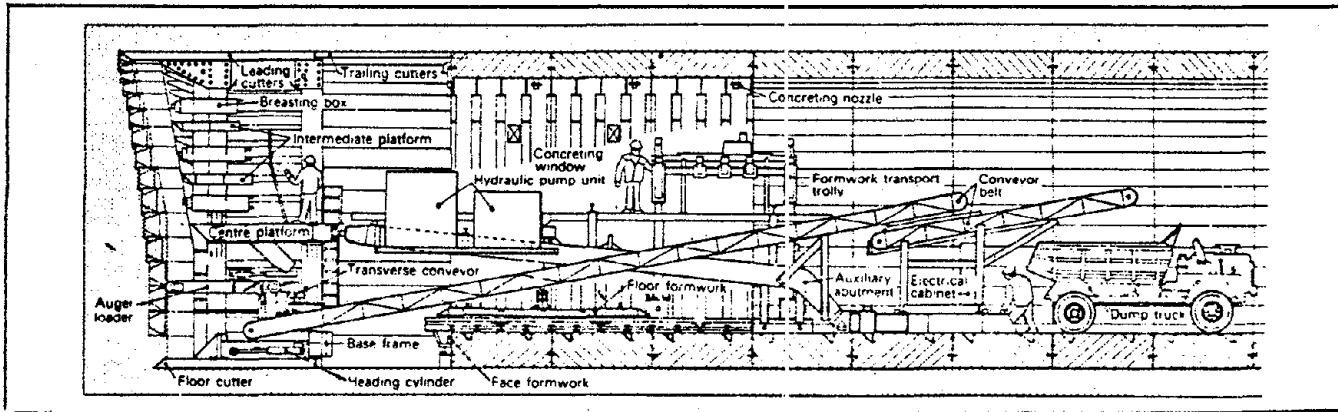 Leading
cutters
Trailing cutters
Breasting box
Concreting nozzle
Intermediate platform
Concreting
window
Hydraulic pump unit
Formwork transport
trolly
Conveyor
belt
Centre platform
Transverse conveyor
Auger
loader
Floor formwork
Auxiliary
abutment
Electrical
cabinet
Dump truck
Base frame
Floor cutter
Heading cylinder
Face formwork